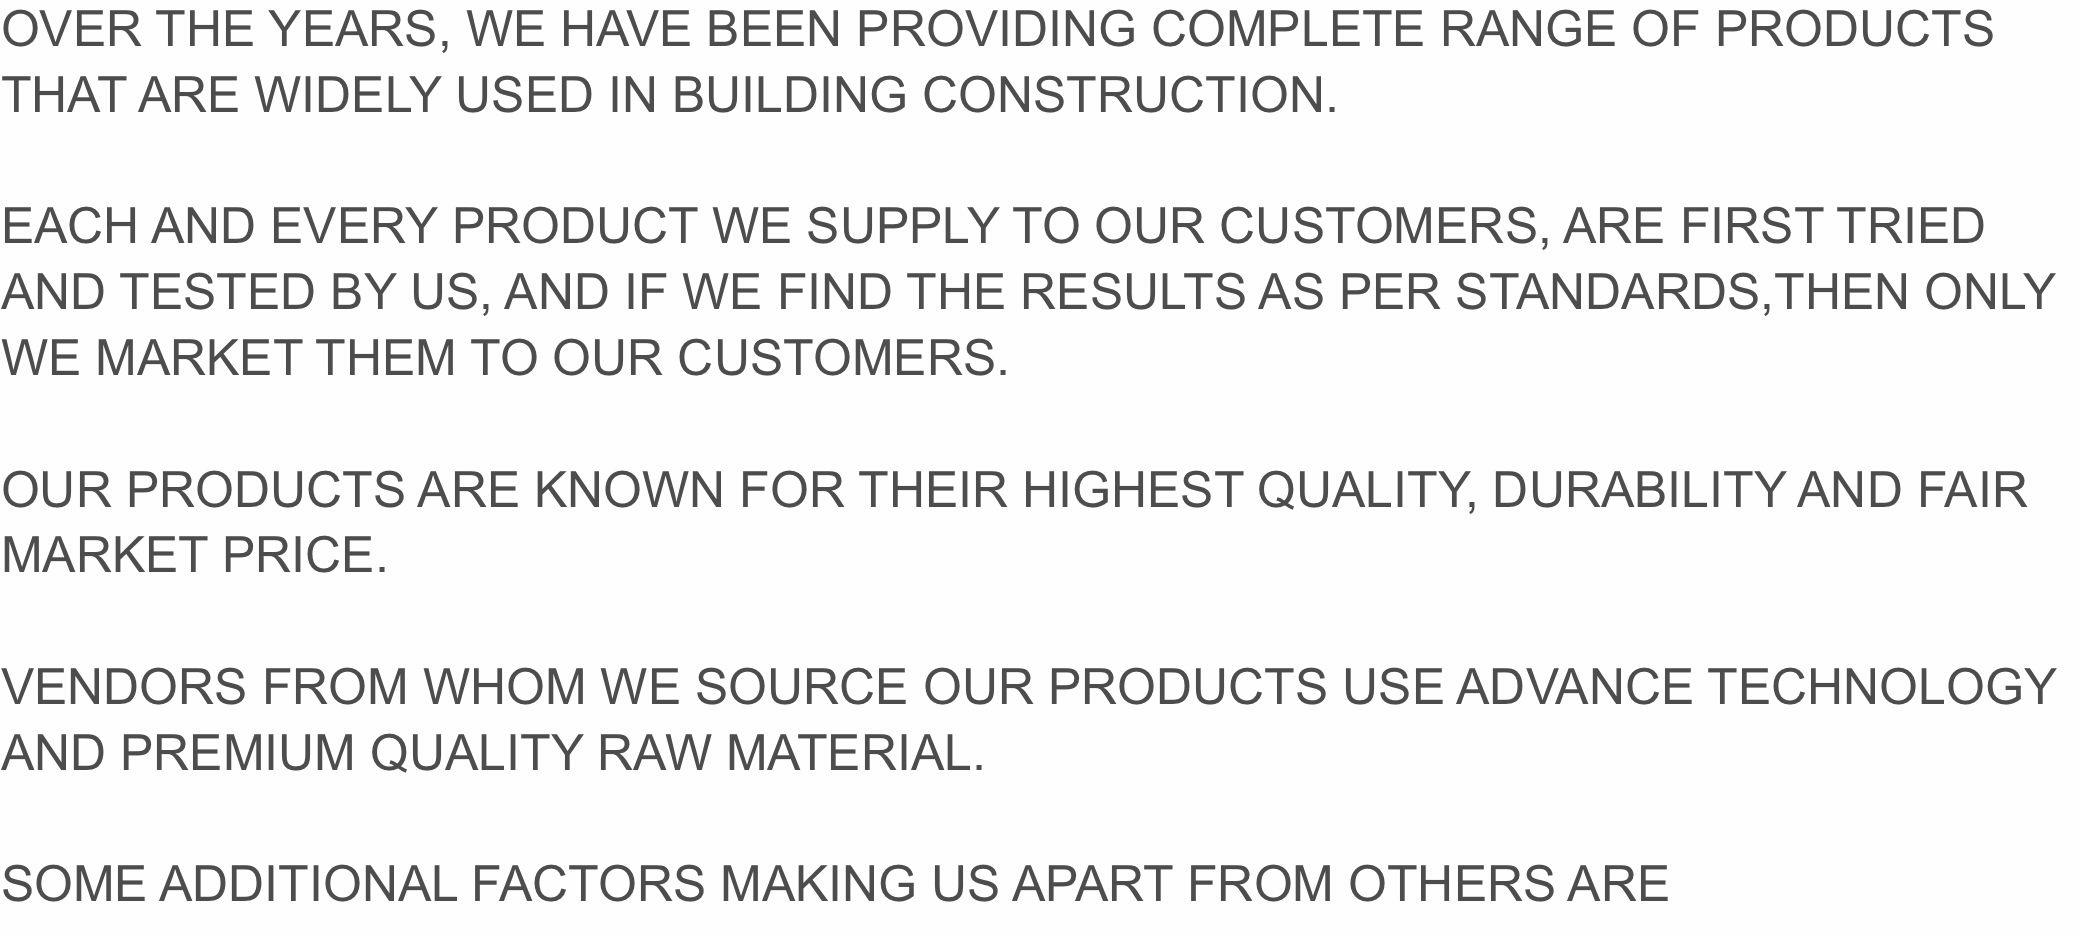 OVER THE YEARS, WE HAVE BEEN PROVIDING COMPLETE RANGE OF PRODUCTS
THAT ARE WIDELY USED IN BUILDING CONSTRUCTION.
EACH AND EVERY PRODUCT WE SUPPLY TO OUR CUSTOMERS, ARE FIRST TRIED
AND TESTED BY US, AND IF WE FIND THE RESULTS AS PER STANDARDS,THEN ONLY
WE MARKET THEM TO OUR CUSTOMERS.
OUR PRODUCTS ARE KNOWN FOR THEIR HIGHEST QUALITY, DURABILITY AND FAIR
MARKET PRICE.
VENDORS FROM WHOM WE SOURCE OUR PRODUCTS USE ADVANCE TECHNOLOGY
AND PREMIUM QUALITY RAW MATERIAL.
SOME ADDITIONAL FACTORS MAKING US APART FROM OTHERS ARE